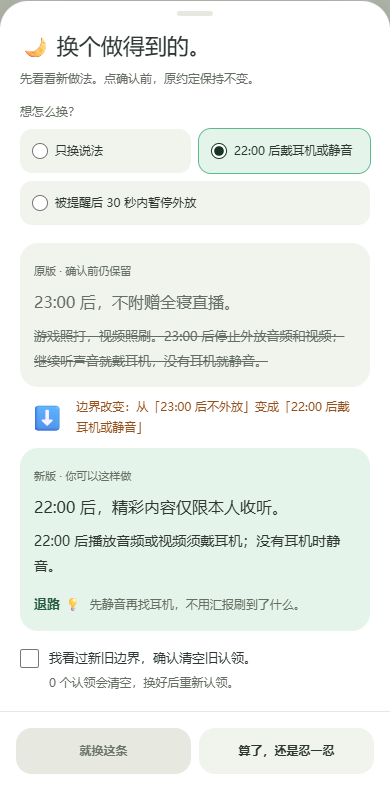 换个做得到的。
先看看新做法。点确认前，原约定保持不变。
想怎么换？
只换说法
22:00 后戴耳机或静音
被提醒后 30 秒内暂停外放
原版 · 确认前仍保留
23:00 后，不附赠全寝直播。
游戏照打，视频照刷。23:00 后停止外放音频和视频；
继续听声音就戴耳机，没有耳机就静音。
边界改变：从「23:00 后不外放」变成「22:00 后戴
耳机或静音」
新版 · 你可以这样做
22:00 后，精彩内容仅限本人收听。
22:00 后播放音频或视频须戴耳机；没有耳机时静
音。
退路 先静音再找耳机，不用汇报刷到了什么。
我看过新旧边界，确认清空旧认领。
0 个认领会清空，换好后重新认领。
就换这条
算了，还是忍一忍